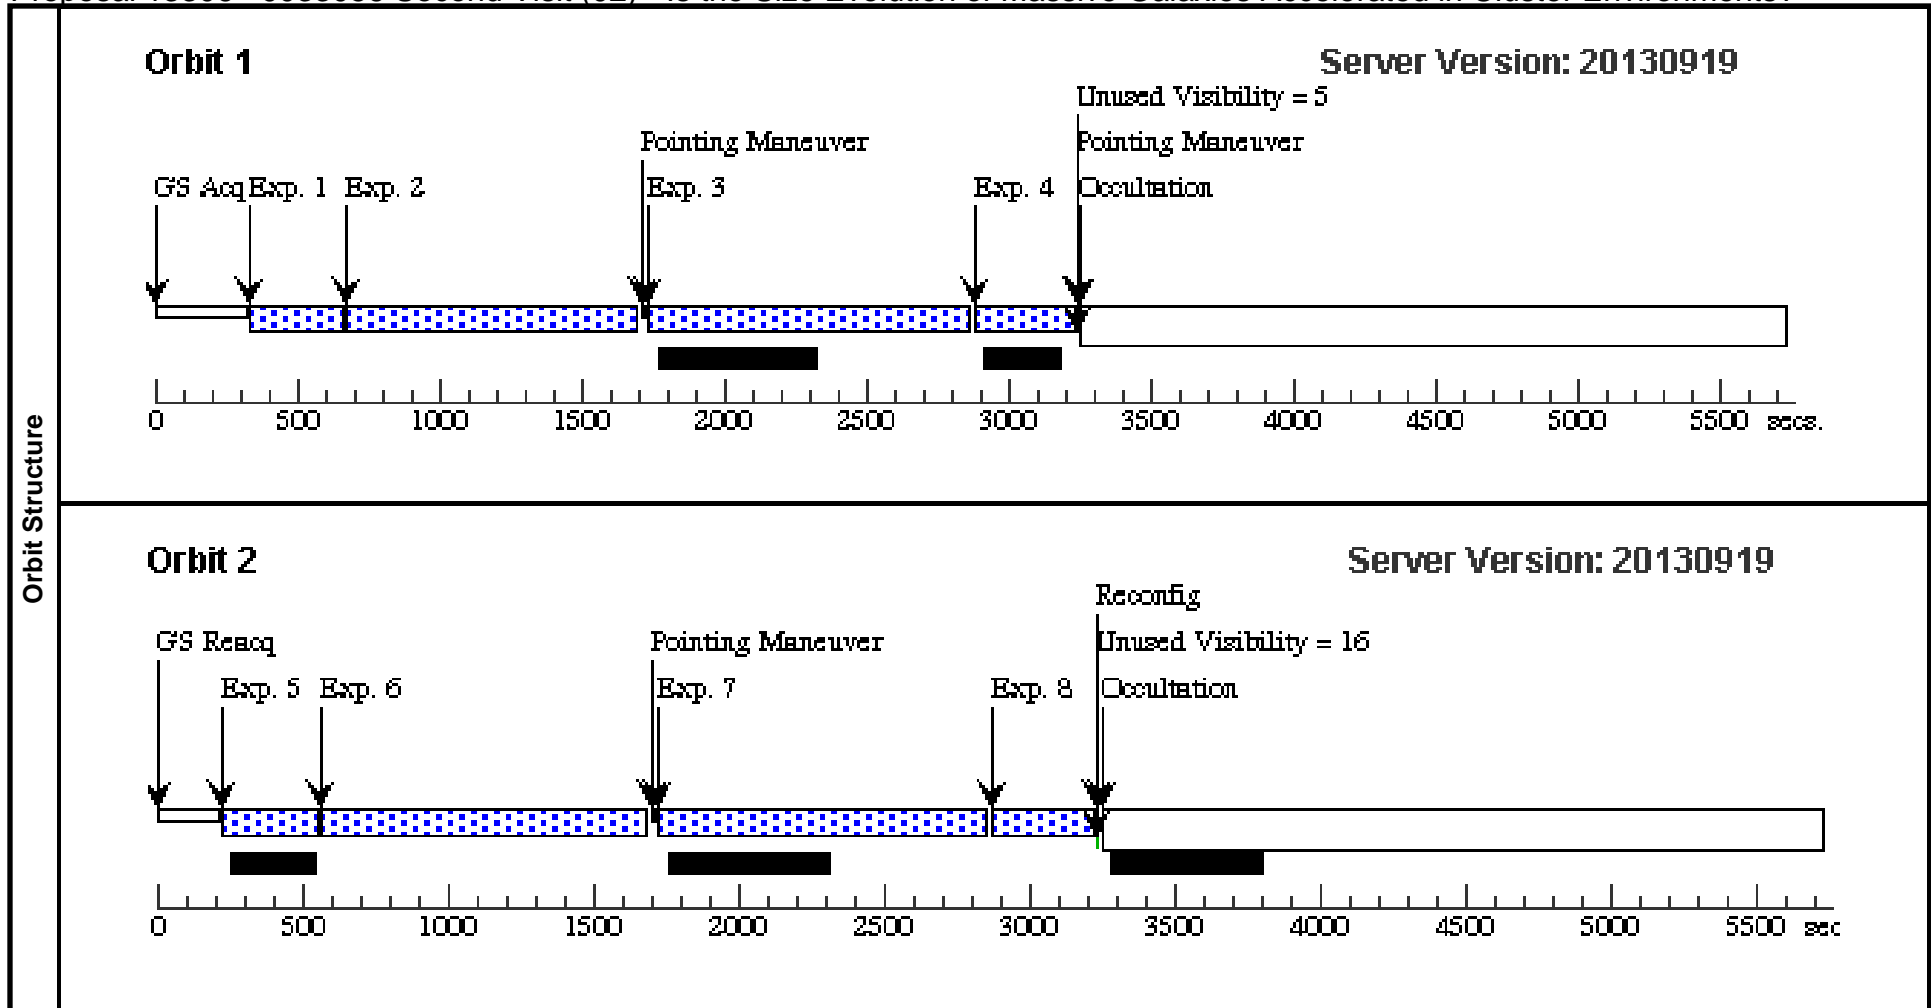 Orbit Structure
Orbit 1
Server Version: 20130919
Unused Visibility = 5
Pointing Maneuver
Pointing Maneuver
GS Acq
Exp. 1
Exp. 2
Exp. 3
Exp. 4
Occultation
0 500 1000 1500 2000 2500 3000 3500 4000 4500 5000 5500 secs.
Orbit 2
Server Version: 20130919
Reconfig
GS Reacq
Pointing Maneuver
Unused Visibility = 16
Exp. 5
Exp. 6
Exp. 7
Exp. 8
Occultation
0 500 1000 1500 2000 2500 3000 3500 4000 4500 5000 5500 sec